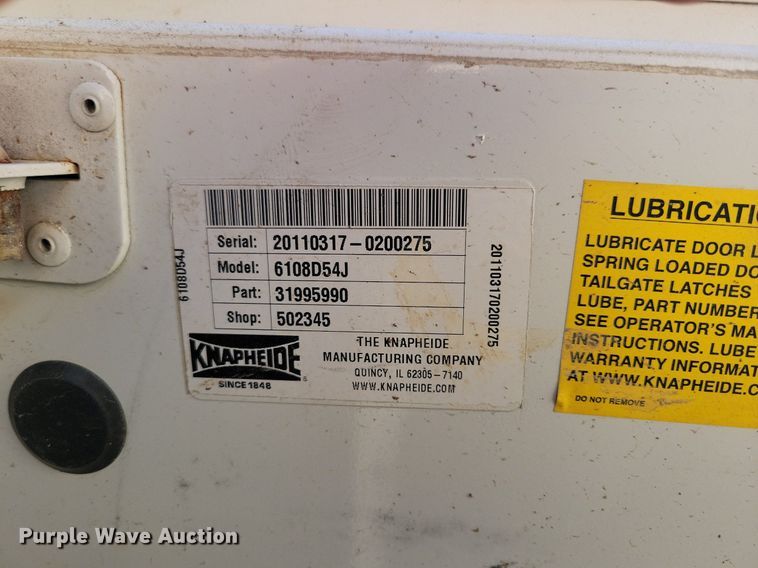 Serial: 20110317-0200275
Model: 6108D54J
Part: 31995990
Shop: 502345
6108D54J
201103170200275
KNAPHEIDE
SINCE 1848
THE KNAPHEIDE
MANUFACTURING COMPANY
QUINCY, IL 62305-7140
WWW.KNAPHEIDE.COM
LUBRICATI
LUBRICATE DOOR L
SPRING LOADED DO
TAILGATE LATCHES
LUBE, PART NUMBER
SEE OPERATOR'S MA
INSTRUCTIONS. LUBE
WARRANTY INFORMAT
AT WWW.KNAPHEIDE.C
DO NOT REMOVE
Purple Wave Auction